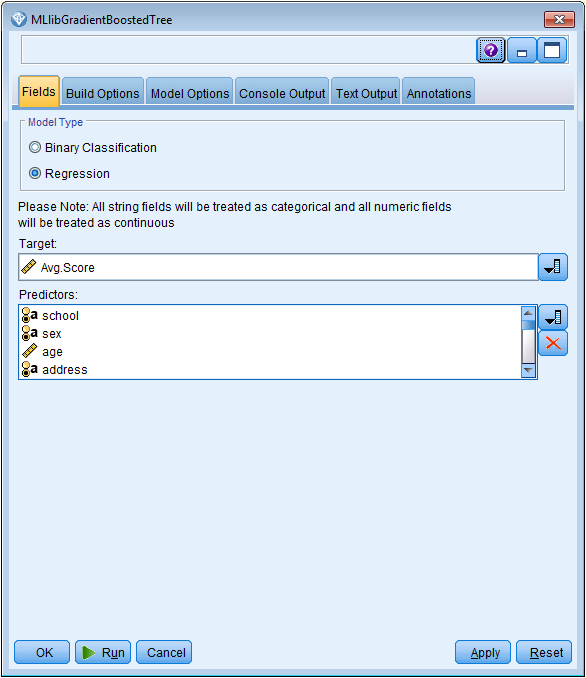 MLlibGradientBoostedTree
Fields Build Options Model Options Console Output Text Output Annotations
Model Type
Binary Classification
Regression
Please Note: All string fields will be treated as categorical and all numeric fields
will be treated as continuous
Target:
Avg.Score
Predictors:
school
sex
age
address
OK Run Cancel Apply Reset